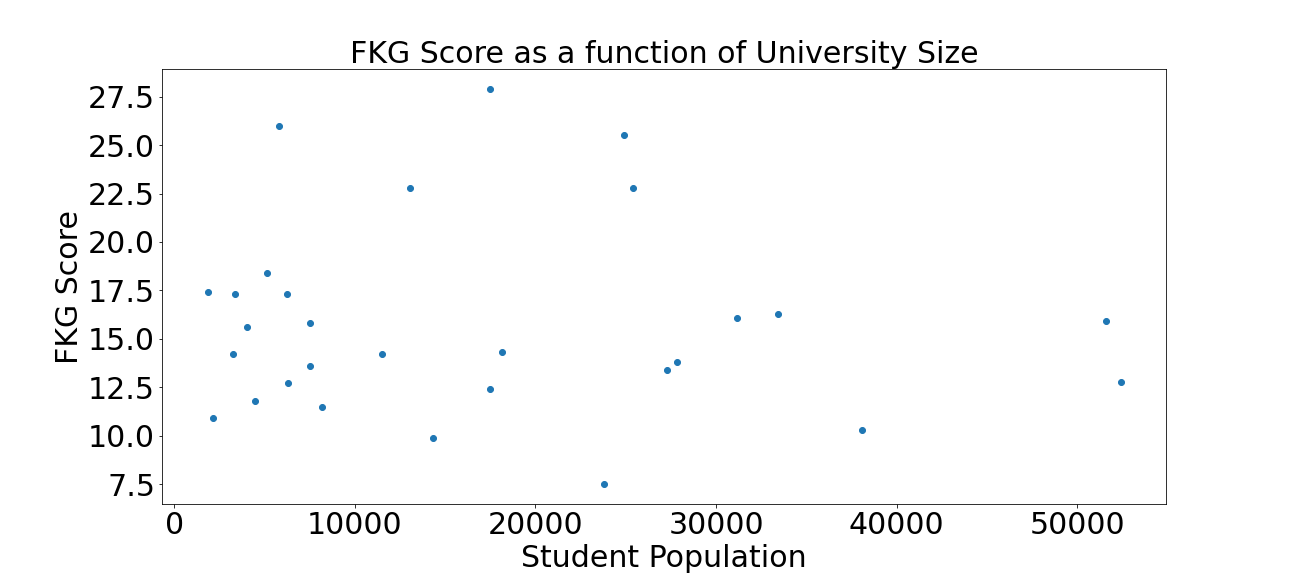 FKG Score as a function of University Size
FKG Score
27.5
25.0
22.5
20.0
17.5
15.0
12.5
10.0
7.5
0 10000 20000 30000 40000 50000
Student Population